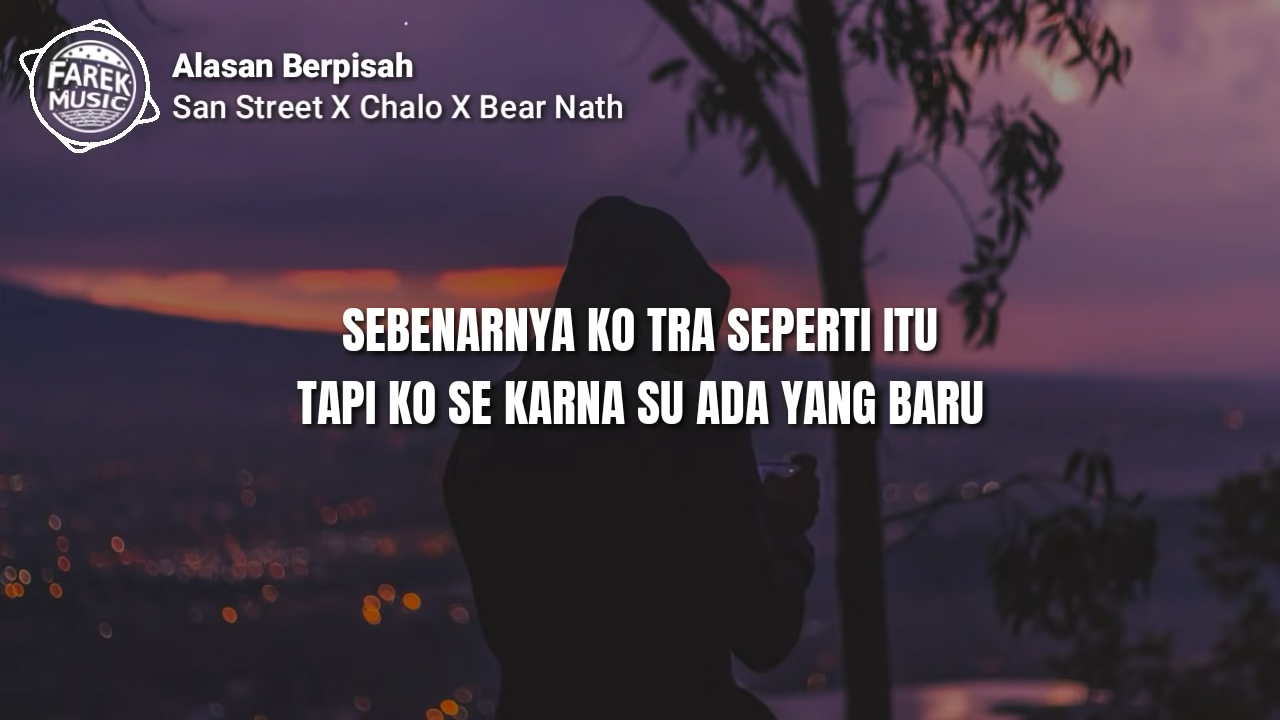 FAREK
MUSIC
Alasan Berpisah
San Street X Chalo X Bear Nath
SEBENARNYA KO TRA SEPERTI ITU
TAPI KO SE KARNA SU ADA YANG BARU